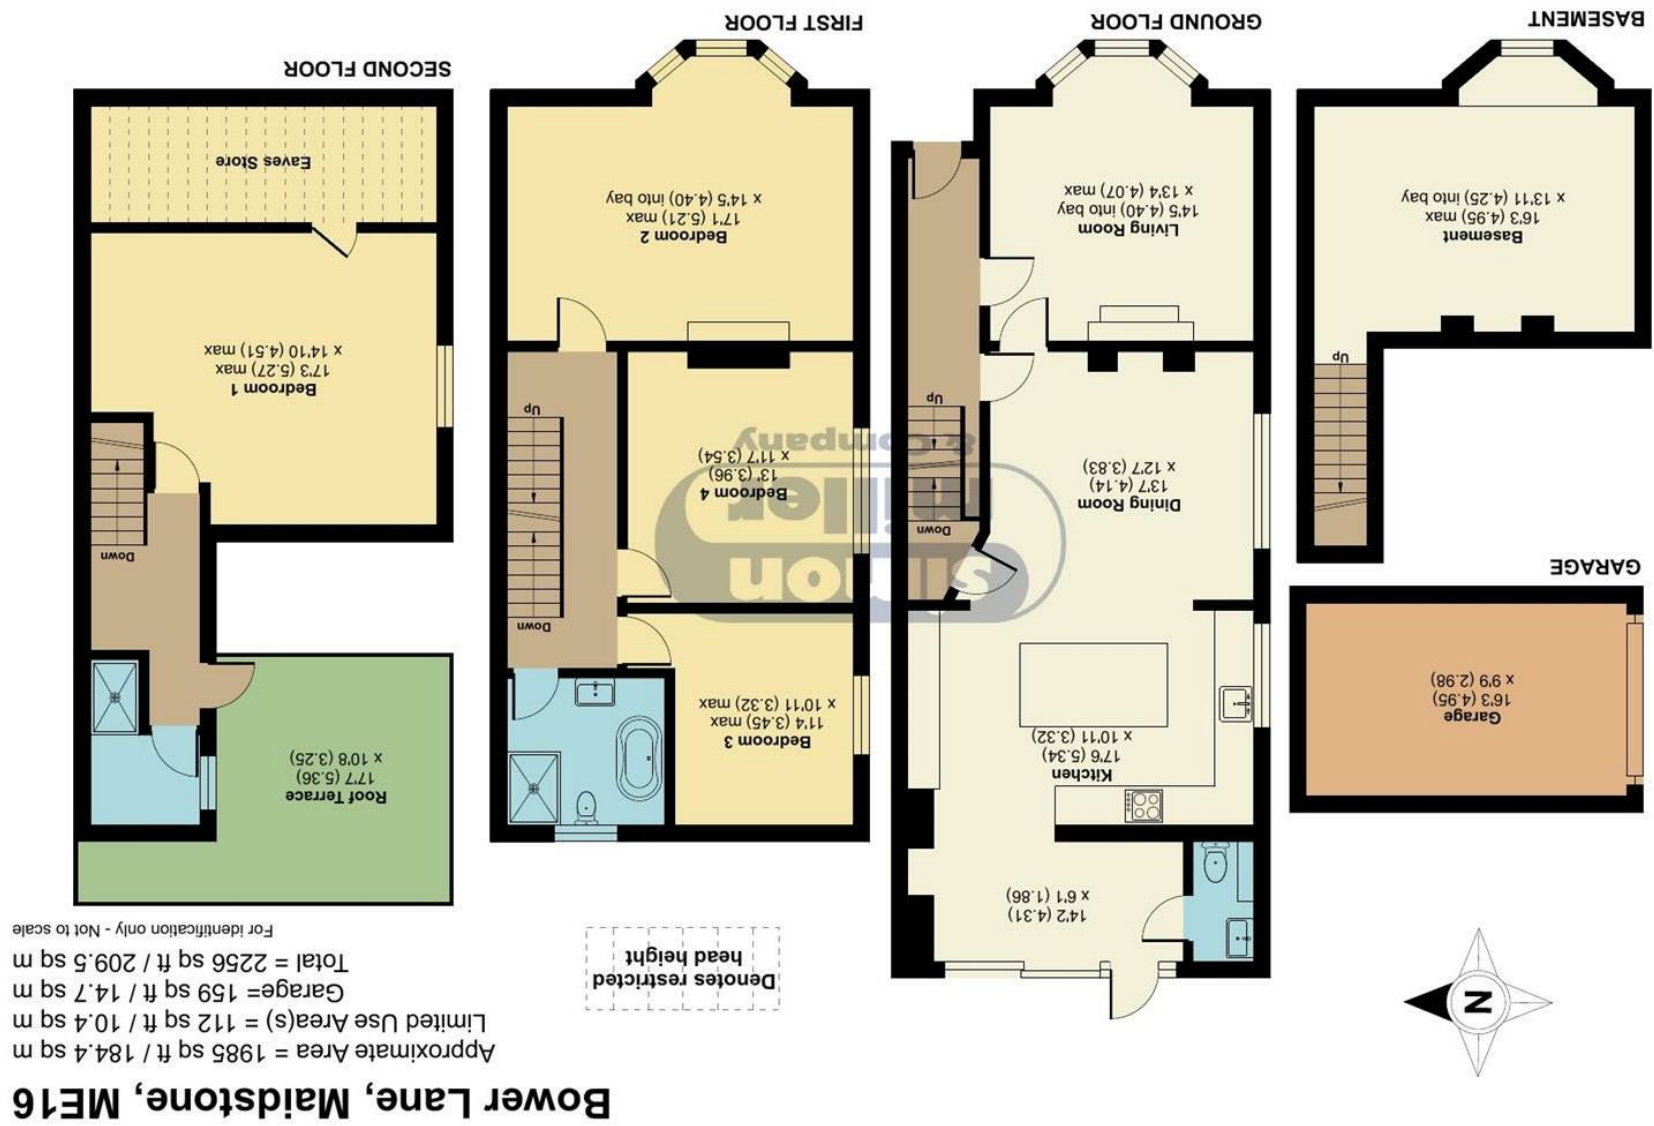 Bower Lane, Maidstone, ME16
Approximate Area = 1985 sq ft / 184.4 sq m
Limited Use Area(s) = 112 sq ft / 10.4 sq m
Garage= 159 sq ft / 14.7 sq m
Total = 2256 sq ft / 209.5 sq m
For identification only - Not to scale
Denotes restricted
head height
N
Garage
16'3 (4.95)
x 9'9 (2.98)
GARAGE
Up
Basement
16'3 (4.95) max
x 13'11 (4.25) into bay
BASEMENT
14'2 (4.31)
x 6'1 (1.86)
Kitchen
17'6 (5.34)
x 10'11 (3.32)
Down
Dining Room
13'7 (4.14)
x 12'7 (3.83)
Up
Living Room
14'5 (4.40) into bay
x 13'4 (4.07) max
GROUND FLOOR
Bedroom 3
11'4 (3.45) max
x 10'11 (3.32) max
Down
Bedroom 4
13' (3.96)
x 11'7 (3.54)
Up
Bedroom 2
17'1 (5.21) max
x 14'5 (4.40) into bay
FIRST FLOOR
Roof Terrace
17'7 (5.36)
x 10'8 (3.25)
Down
Bedroom 1
17'3 (5.27) max
x 14'10 (4.51) max
Eaves Store
SECOND FLOOR
simon
miller
& Company